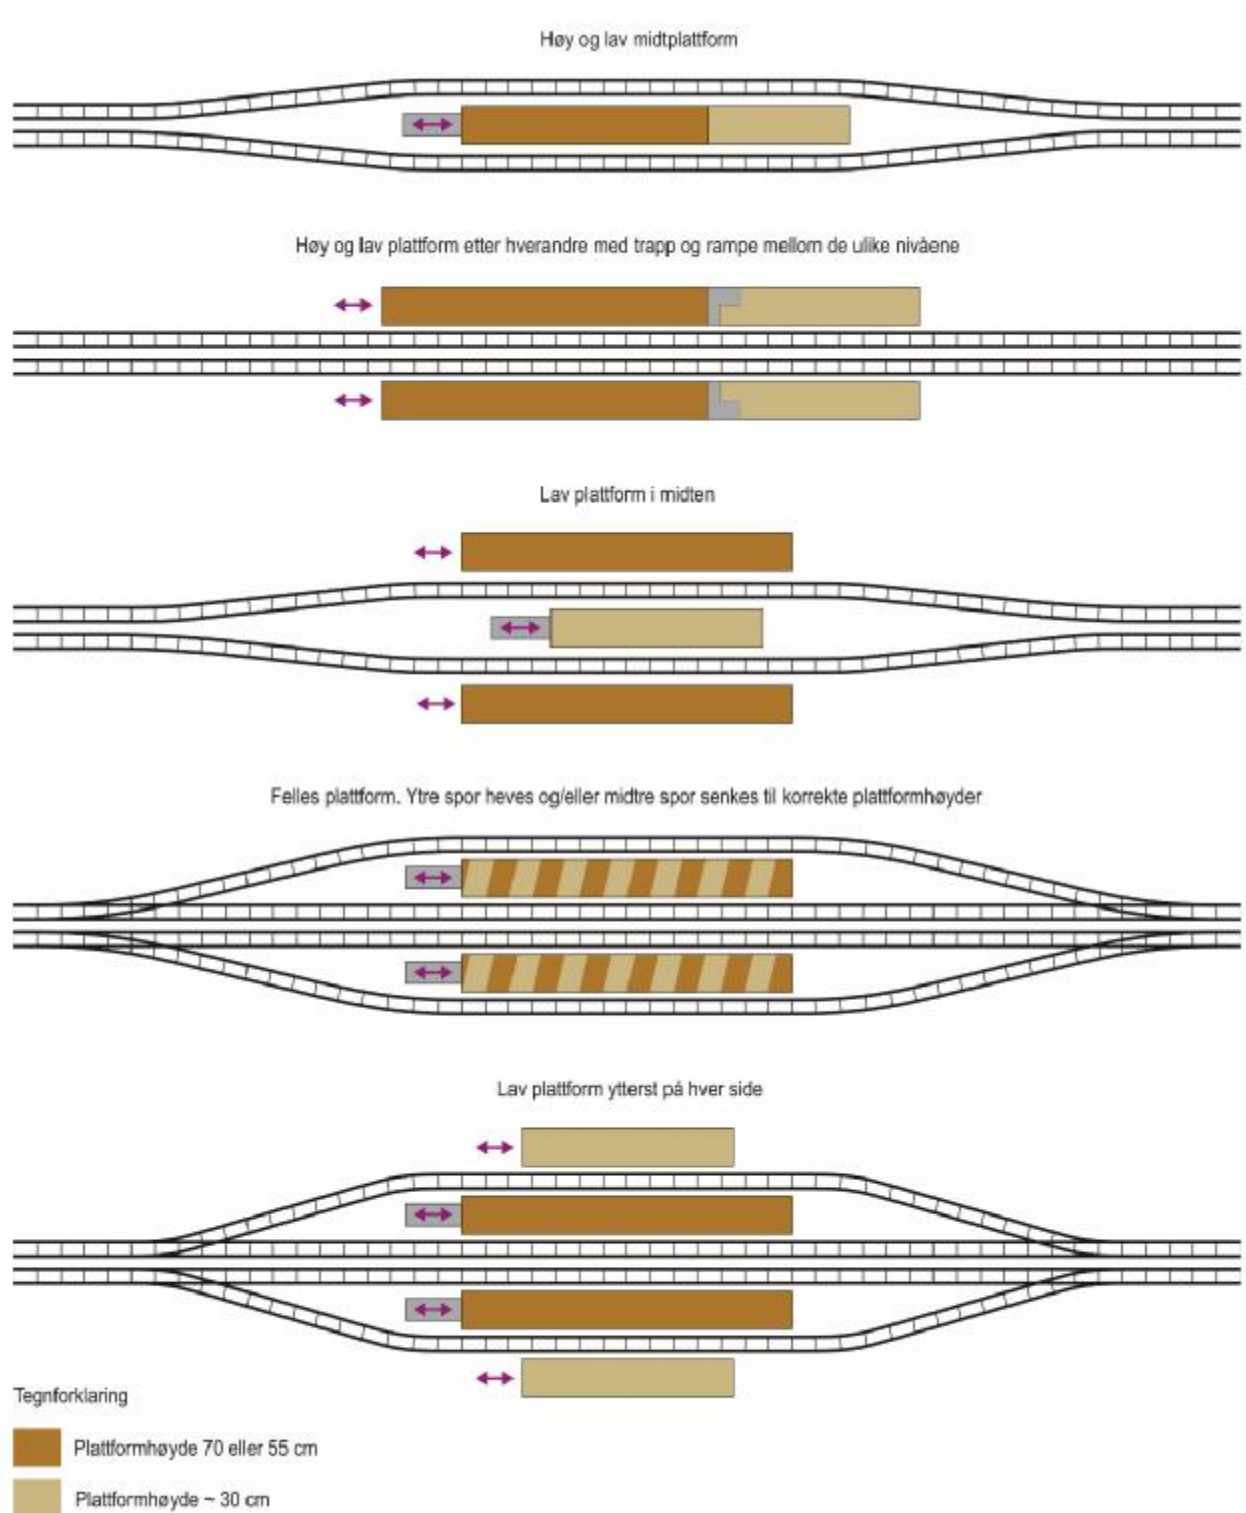 Høy og lav midtplattform
Høy og lav plattform etter hverandre med trapp og rampe mellom de ulike nivåene
Lav plattform i midten
Felles plattform. Ytre spor heves og/eller midtre spor senkes til korrekte plattformhøyder
Lav plattform ytterst på hver side
Tegnforklaring
Plattformhøyde 70 eller 55 cm
Plattformhøyde ~ 30 cm